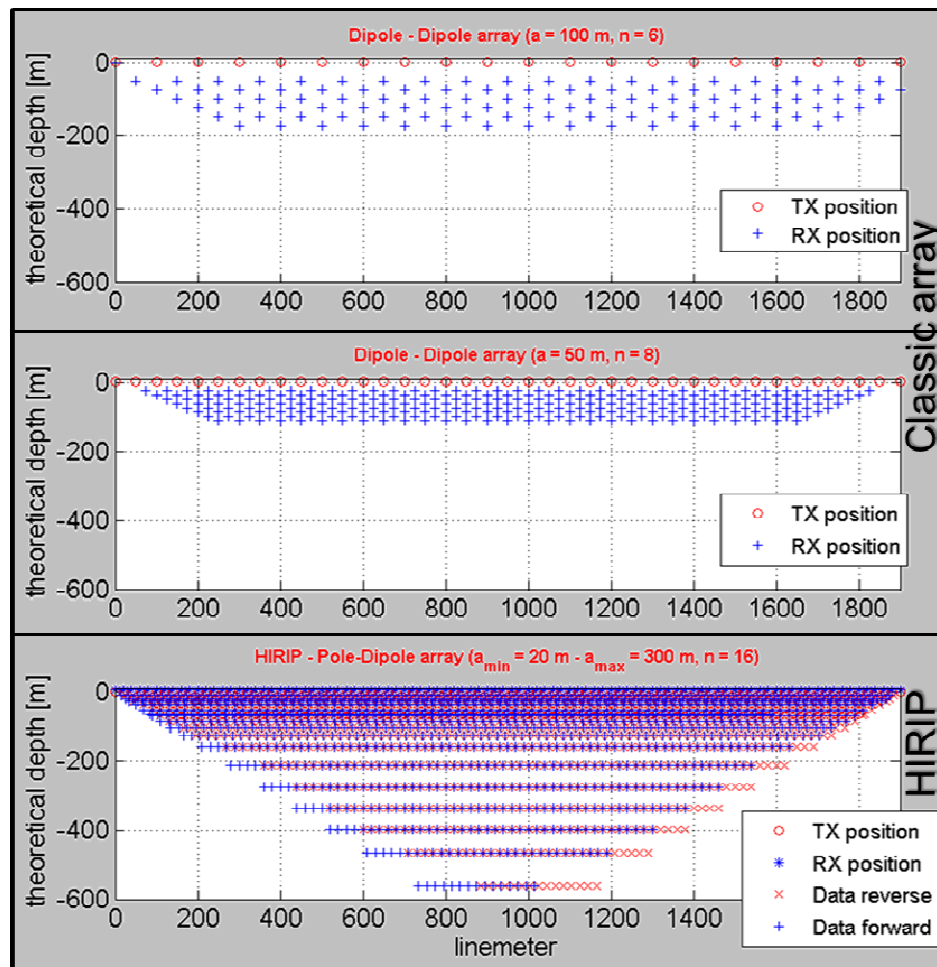 Dipole - Dipole array (a = 100 m, n = 6)
theoretical depth [m]
0
-200
-400
-600
0 200 400 600 800 1000 1200 1400 1600 1800
TX position
RX position
Classic array
Dipole - Dipole array (a = 50 m, n = 8)
theoretical depth [m]
0
-200
-400
-600
0 200 400 600 800 1000 1200 1400 1600 1800
TX position
RX position
HIRIP - Pole-Dipole array (a min = 20 m - a max = 300 m, n = 16)
theoretical depth [m]
0
-200
-400
-600
0 200 400 600 800 1000 1200 1400
linemeter
TX position
RX position
Data reverse
Data forward
HIRIP